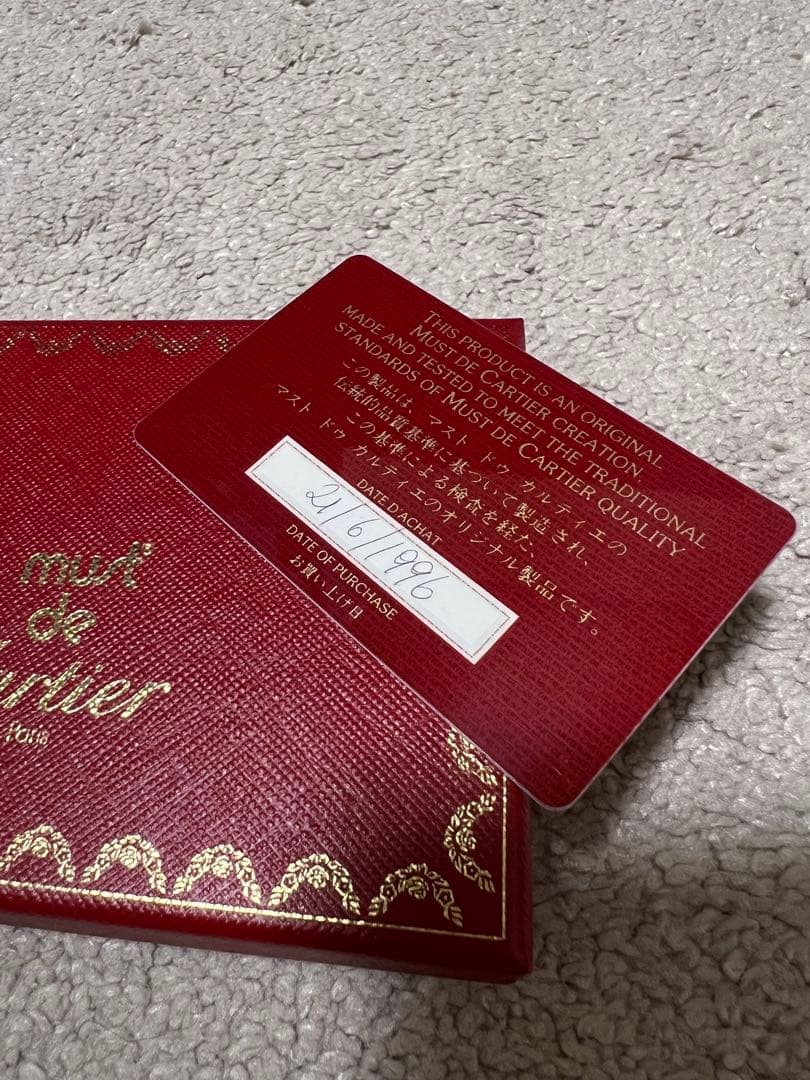 THIS PRODUCT IS AN ORIGINAL
MUST DE CARTIER CREATION
MADE AND TESTED TO MEET THE TRADITIONAL
STANDARDS OF MUST DE CARTIER QUALITY
この製品は、マスト ドゥ カルティエの
伝統的品質基準に基づいて製造され、
この基準による検査を経た、
マスト ドゥ カルティエのオリジナル製品です。
DATE D'ACHAT
21/6/1996
DATE OF PURCHASE
お買い上げ日
must
de
Cartier
Paris